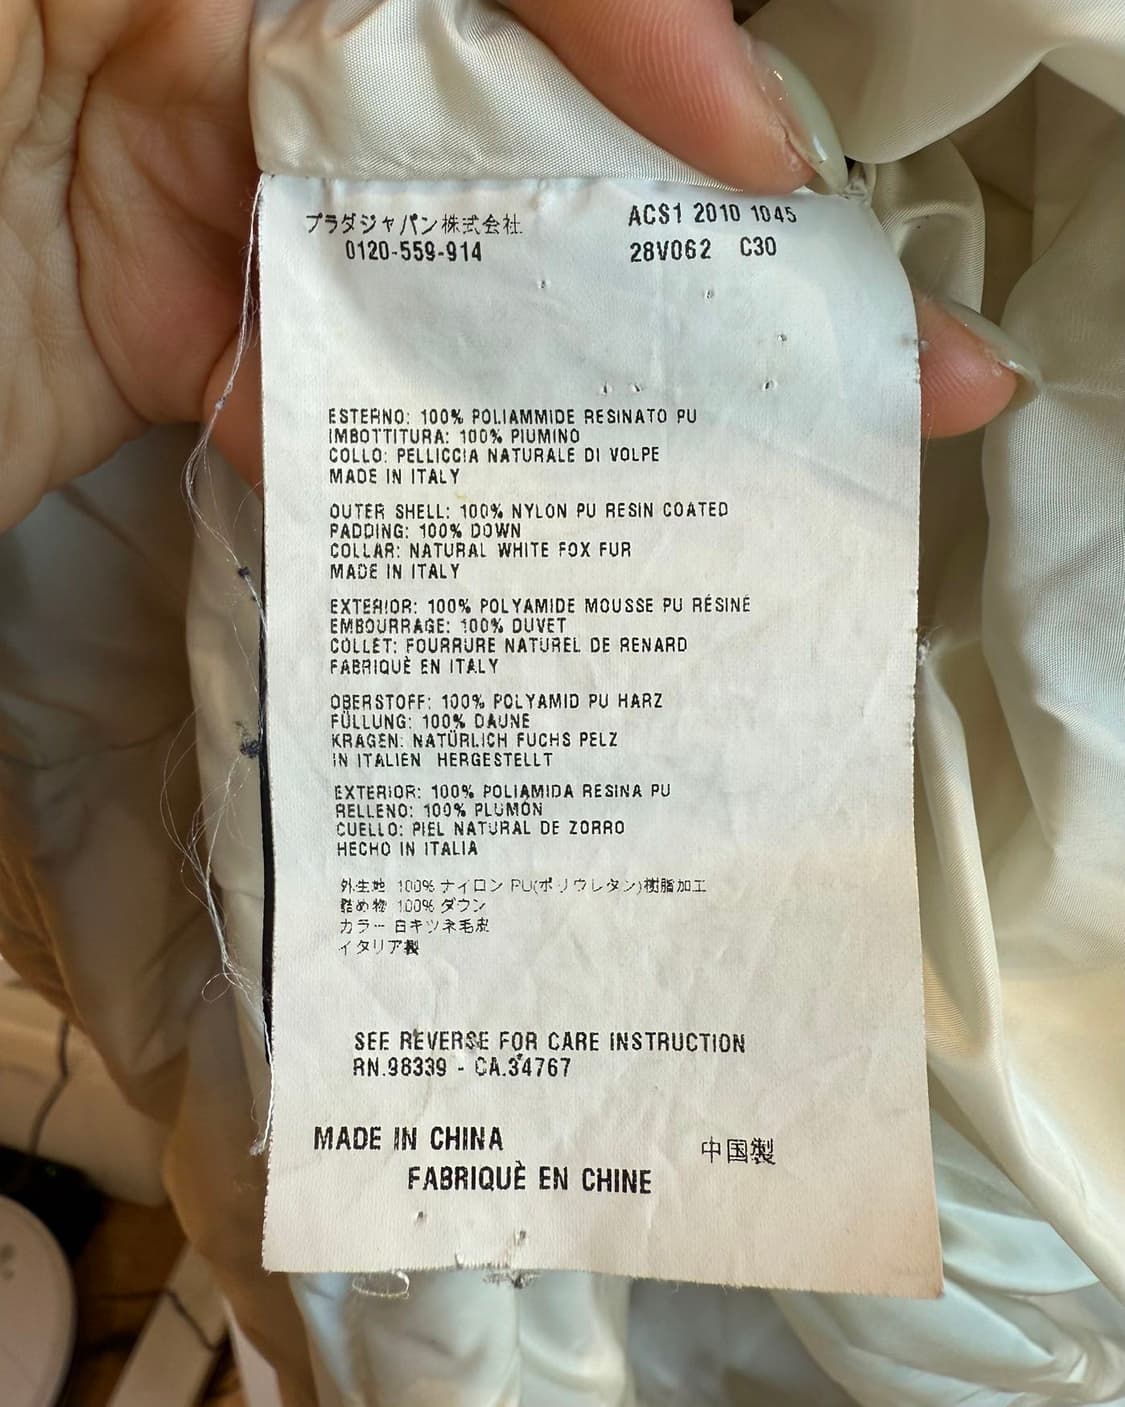 プラダジャパン株式会社
0120-559-914
ACS1 2010 1045
28V062 C30
ESTERNO: 100% POLIAMMIDE RESINATO PU
IMBOTTITURA: 100% PIUMINO
COLLO: PELLICCIA NATURALE DI VOLPE
MADE IN ITALY
OUTER SHELL: 100% NYLON PU RESIN COATED
PADDING: 100% DOWN
COLLAR: NATURAL WHITE FOX FUR
MADE IN ITALY
EXTERIOR: 100% POLYAMIDE MOUSSE PU RÉSINÉ
EMBOURRAGE: 100% DUVET
COLLET: FOURRURE NATUREL DE RENARD
FABRIQUÈ EN ITALY
OBERSTOFF: 100% POLYAMID PU HARZ
FÜLLUNG: 100% DAUNE
KRAGEN: NATÜRLICH FUCHS PELZ
IN ITALIEN HERGESTELLT
EXTERIOR: 100% POLIAMIDA RESINA PU
RELLENO: 100% PLUMÓN
CUELLO: PIEL NATURAL DE ZORRO
HECHO IN ITALIA
外生地 100% ナイロン PU(ポリウレタン)樹脂加工
詰め物 100% ダウン
カラー 白キツネ毛皮
イタリア製
SEE REVERSE FOR CARE INSTRUCTION
RN.98339 - CA.34767
MADE IN CHINA
中国製
FABRIQUÈ EN CHINE